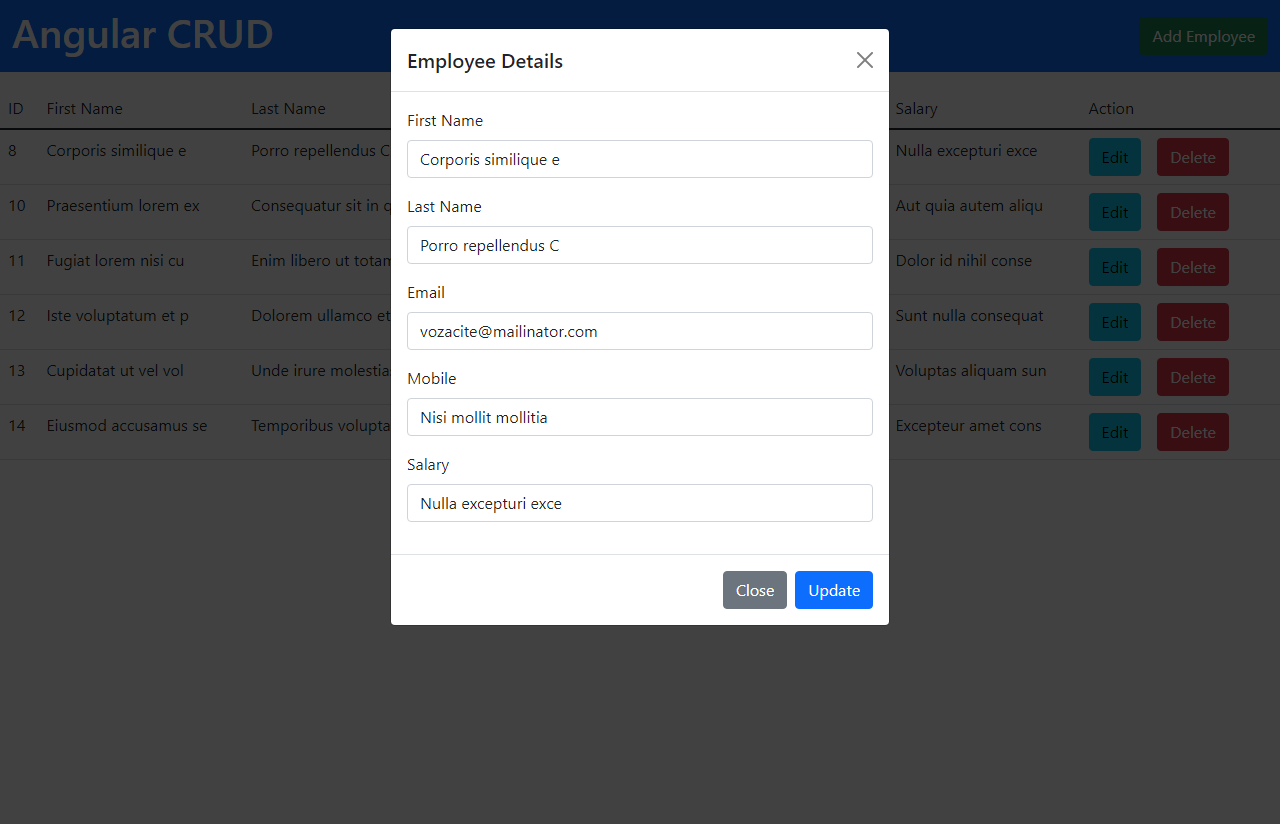 Angular CRUD
Add Employee
ID First Name Last Name Salary Action
8 Corporis similique e Porro repellendus C Nulla excepturi exce Edit Delete
10 Praesentium lorem ex Consequatur sit in Aut quia autem aliqu Edit Delete
11 Fugiat lorem nisi cu Enim libero ut totam Dolor id nihil conse Edit Delete
12 Iste voluptatum et p Dolorem ullamco et Sunt nulla consequat Edit Delete
13 Cupidatat ut vel vol Unde irure Voluptas aliquam sun Edit Delete
14 Eiusmod accusamus se Temporibus Excepteur amet cons Edit Delete
Employee Details
First Name
Corporis similique e
Last Name
Porro repellendus C
Email
vozacite@mailinator.com
Mobile
Nisi mollit mollitia
Salary
Nulla excepturi exce
Close Update